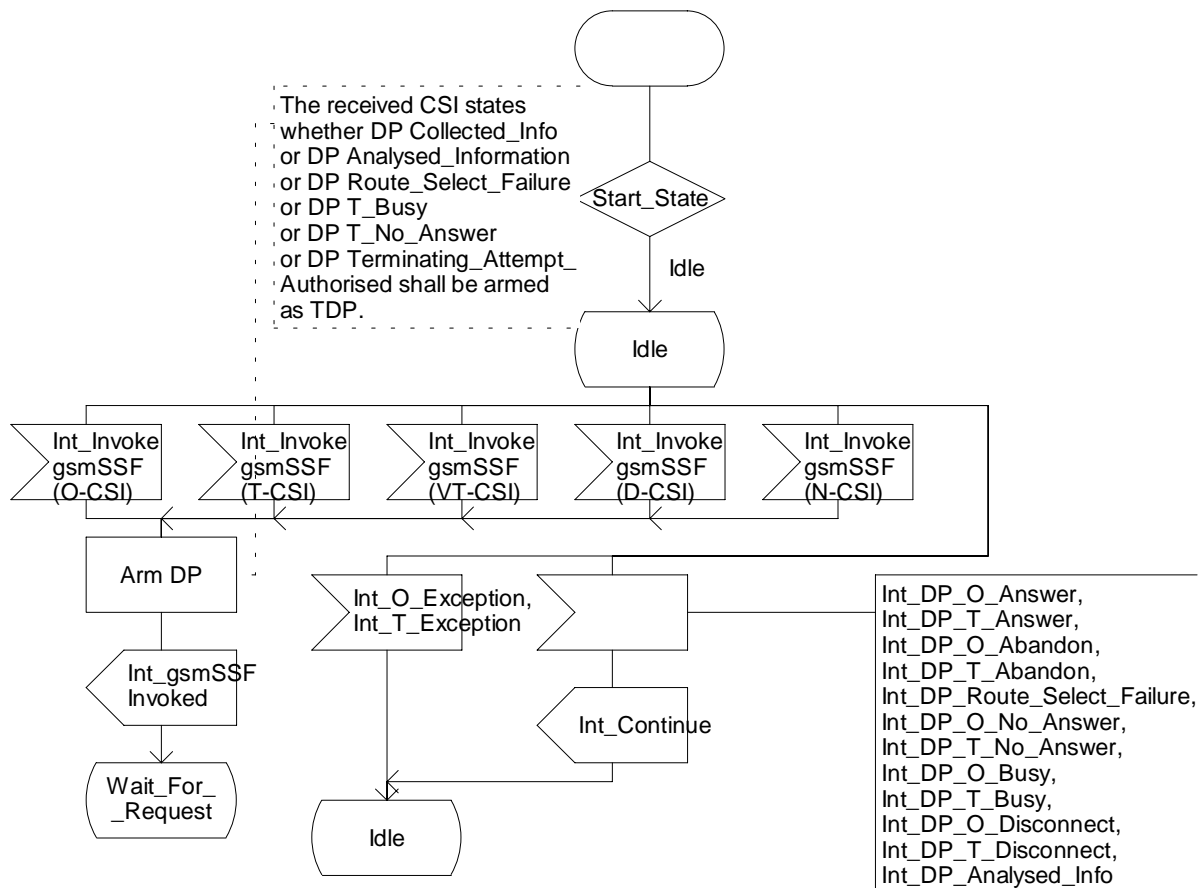 The received CSI states
whether DP Collected_Info
or DP Analysed_Information
or DP Route_Select_Failure
or DP T_Busy
or DP T_No_Answer
or DP Terminating_Attempt_
Authorised shall be armed
as TDP.
Start_State
Idle
Idle
Int_Invoke
gsmSSF
(O-CSI)
Int_Invoke
gsmSSF
(T-CSI)
Int_Invoke
gsmSSF
(VT-CSI)
Int_Invoke
gsmSSF
(D-CSI)
Int_Invoke
gsmSSF
(N-CSI)
Arm DP
Int_O_Exception,
Int_T_Exception
Int_DP_O_Answer,
Int_DP_T_Answer,
Int_DP_O_Abandon,
Int_DP_T_Abandon,
Int_DP_Route_Select_Failure,
Int_DP_O_No_Answer,
Int_DP_T_No_Answer,
Int_DP_O_Busy,
Int_DP_T_Busy,
Int_DP_O_Disconnect,
Int_DP_T_Disconnect,
Int_DP_Analysed_Info
Int_gsmSSF
Invoked
Int_Continue
Wait_For_
_Request
Idle